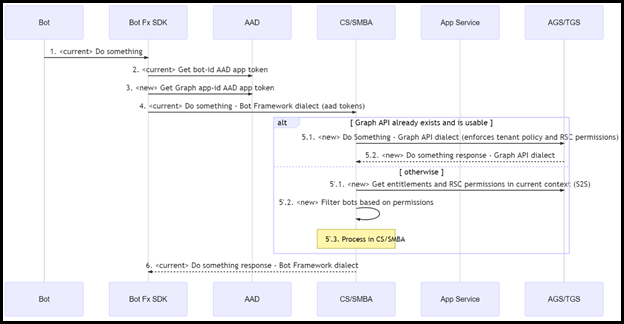 Bot Bot Fx SDK AAD CS/SMBA App Service AGS/TGS
1. <current> Do something
2. <current> Get bot-id AAD app token
3. <new> Get Graph app-id AAD app token
4. <current> Do something - Bot Framework dialect (aad tokens)
alt [ Graph API already exists and is usable ]
5.1. <new> Do Something - Graph API dialect (enforces tenant policy and RSC permissions)
5.2. <new> Do something response - Graph API dialect
[ otherwise ]
5'.1. <new> Get entitlements and RSC permissions in current context (S2S)
5'.2. <new> Filter bots based on permissions
5'.3. Process in CS/SMBA
6. <current> Do something response - Bot Framework dialect
Bot Bot Fx SDK AAD CS/SMBA App Service AGS/TGS